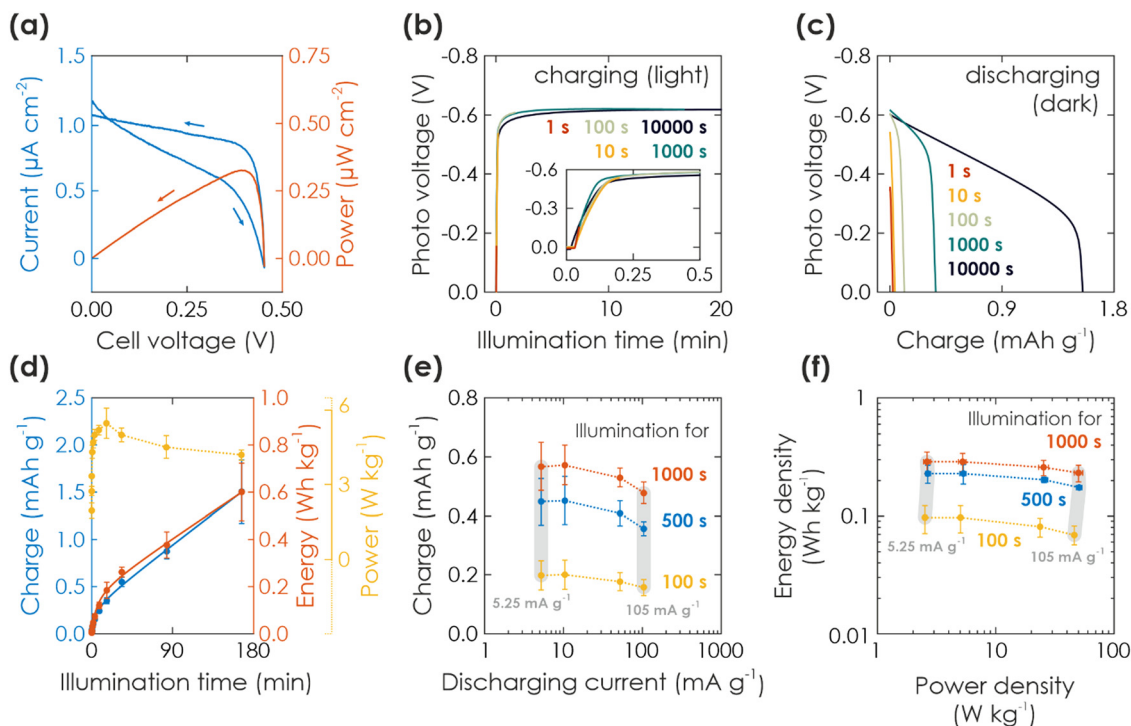 (a)
1.5
1.0
0.5
0
Current (µA cm⁻²)
0.75
0.50
0.25
0.00
Power (µW cm⁻²)
0.00
0.25
0.50
Cell voltage (V)
(b)
-0.8
-0.6
-0.4
-0.2
0.0
Photo voltage (V)
charging (light)
1 s 100 s 10000 s
10 s 1000 s
-0.6
-0.3
0.0
0.0
0.25
0.5
0
10
20
Illumination time (min)
(c)
-0.8
-0.6
-0.4
-0.2
0.0
Photo voltage (V)
discharging
(dark)
1 s
10 s
100 s
1000 s
10000 s
0
0.9
1.8
Charge (mAh g⁻¹)
(d)
2.5
2.0
1.5
1.0
0.5
0.0
Charge (mAh g⁻¹)
1.0
0.8
0.6
0.4
0.2
0.0
Energy (Wh kg⁻¹)
6
3
0
Power (W kg⁻¹)
0
90
180
Illumination time (min)
(e)
0.8
0.6
0.4
0.2
0.0
Charge (mAh g⁻¹)
Illumination for
1000 s
500 s
100 s
5.25 mA g⁻¹
105 mA g⁻¹
1
10
100
1000
Discharging current (mA g⁻¹)
(f)
1
0.1
0.01
Energy density
(Wh kg⁻¹)
Illumination for
1000 s
500 s
100 s
5.25 mA g⁻¹
105 mA g⁻¹
1
10
100
Power density
(W kg⁻¹)